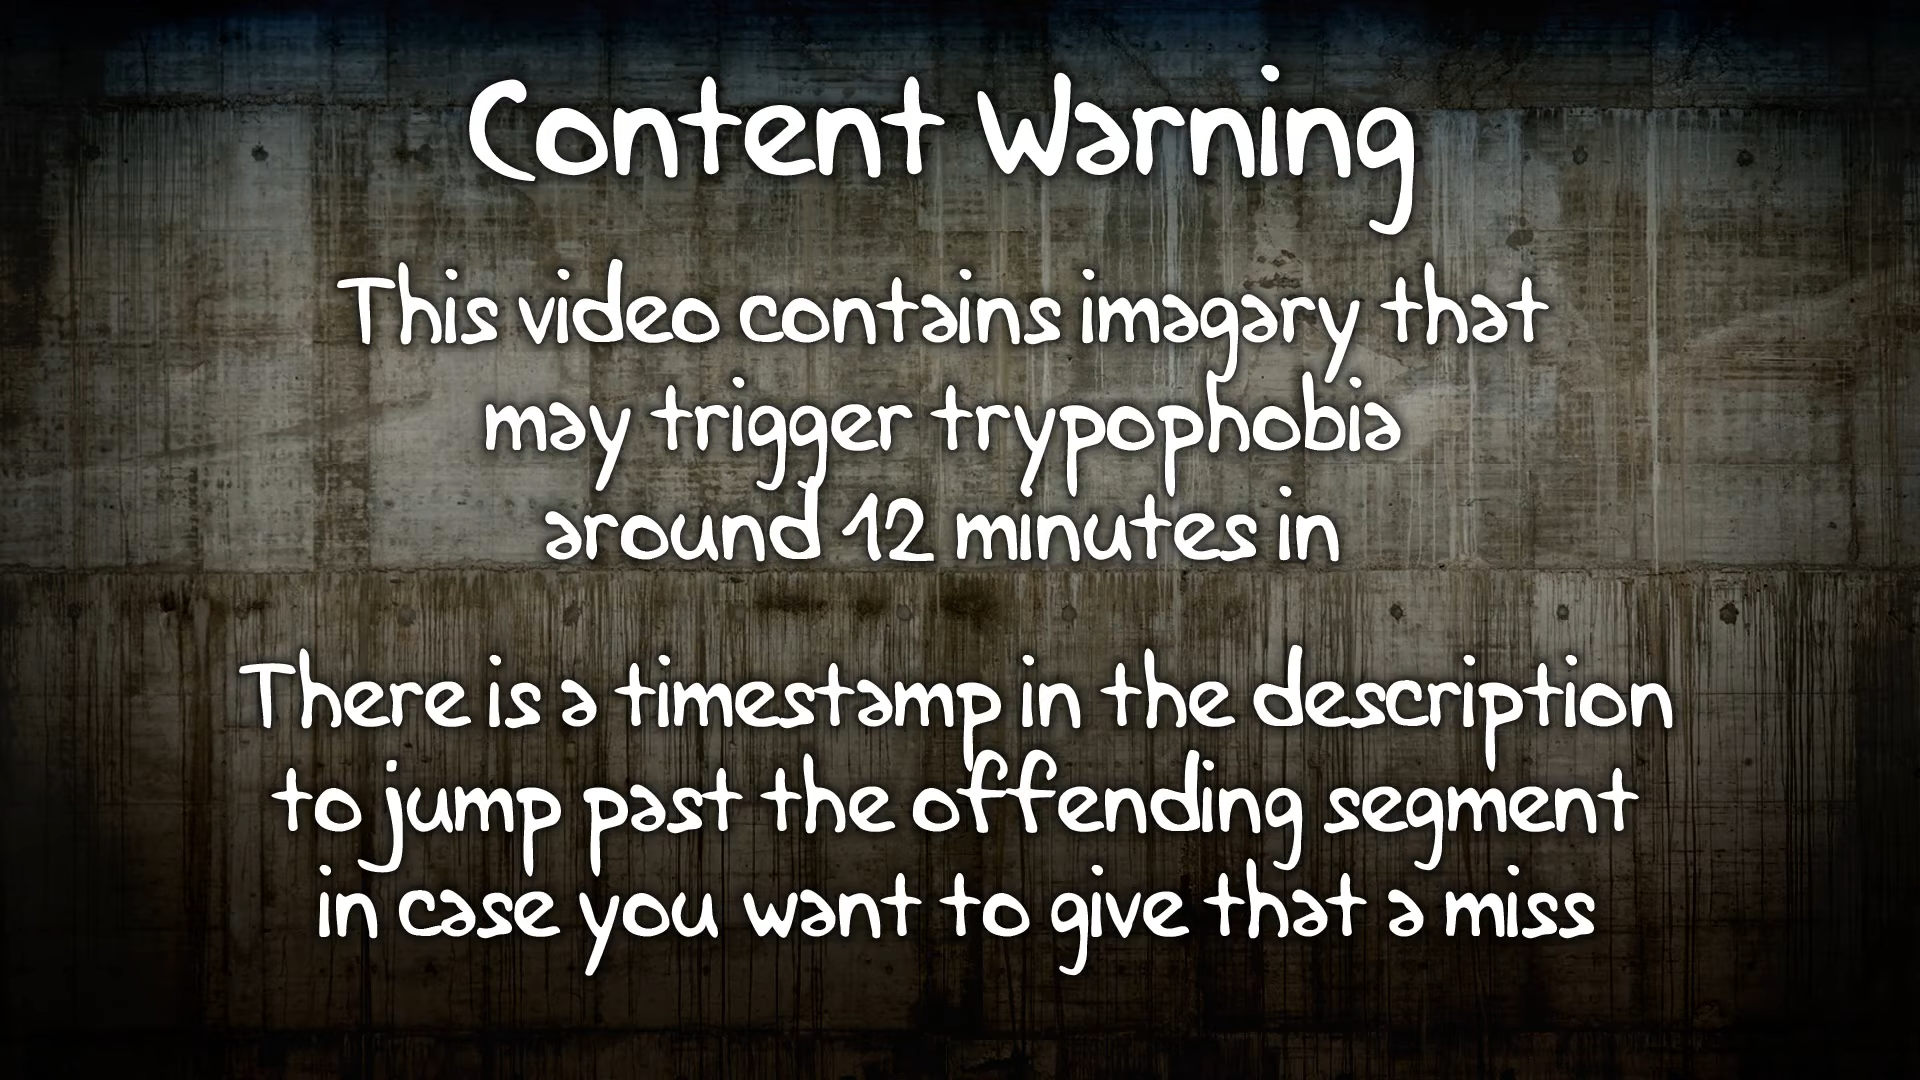 Content Warning
This video contains imagary that
may trigger trypophobia
around 12 minutes in
There is a timestamp in the description
to jump past the offending segment
in case you want to give that a miss